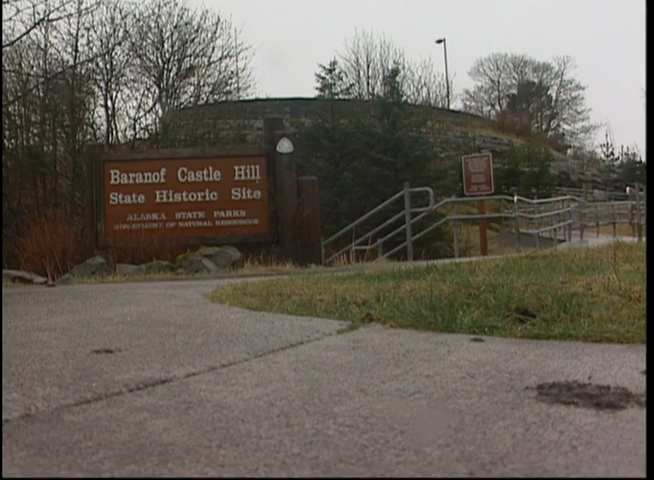 Baranof Castle Hill
State Historic Site
ALASKA STATE PARKS
DEPARTMENT OF NATURAL RESOURCES